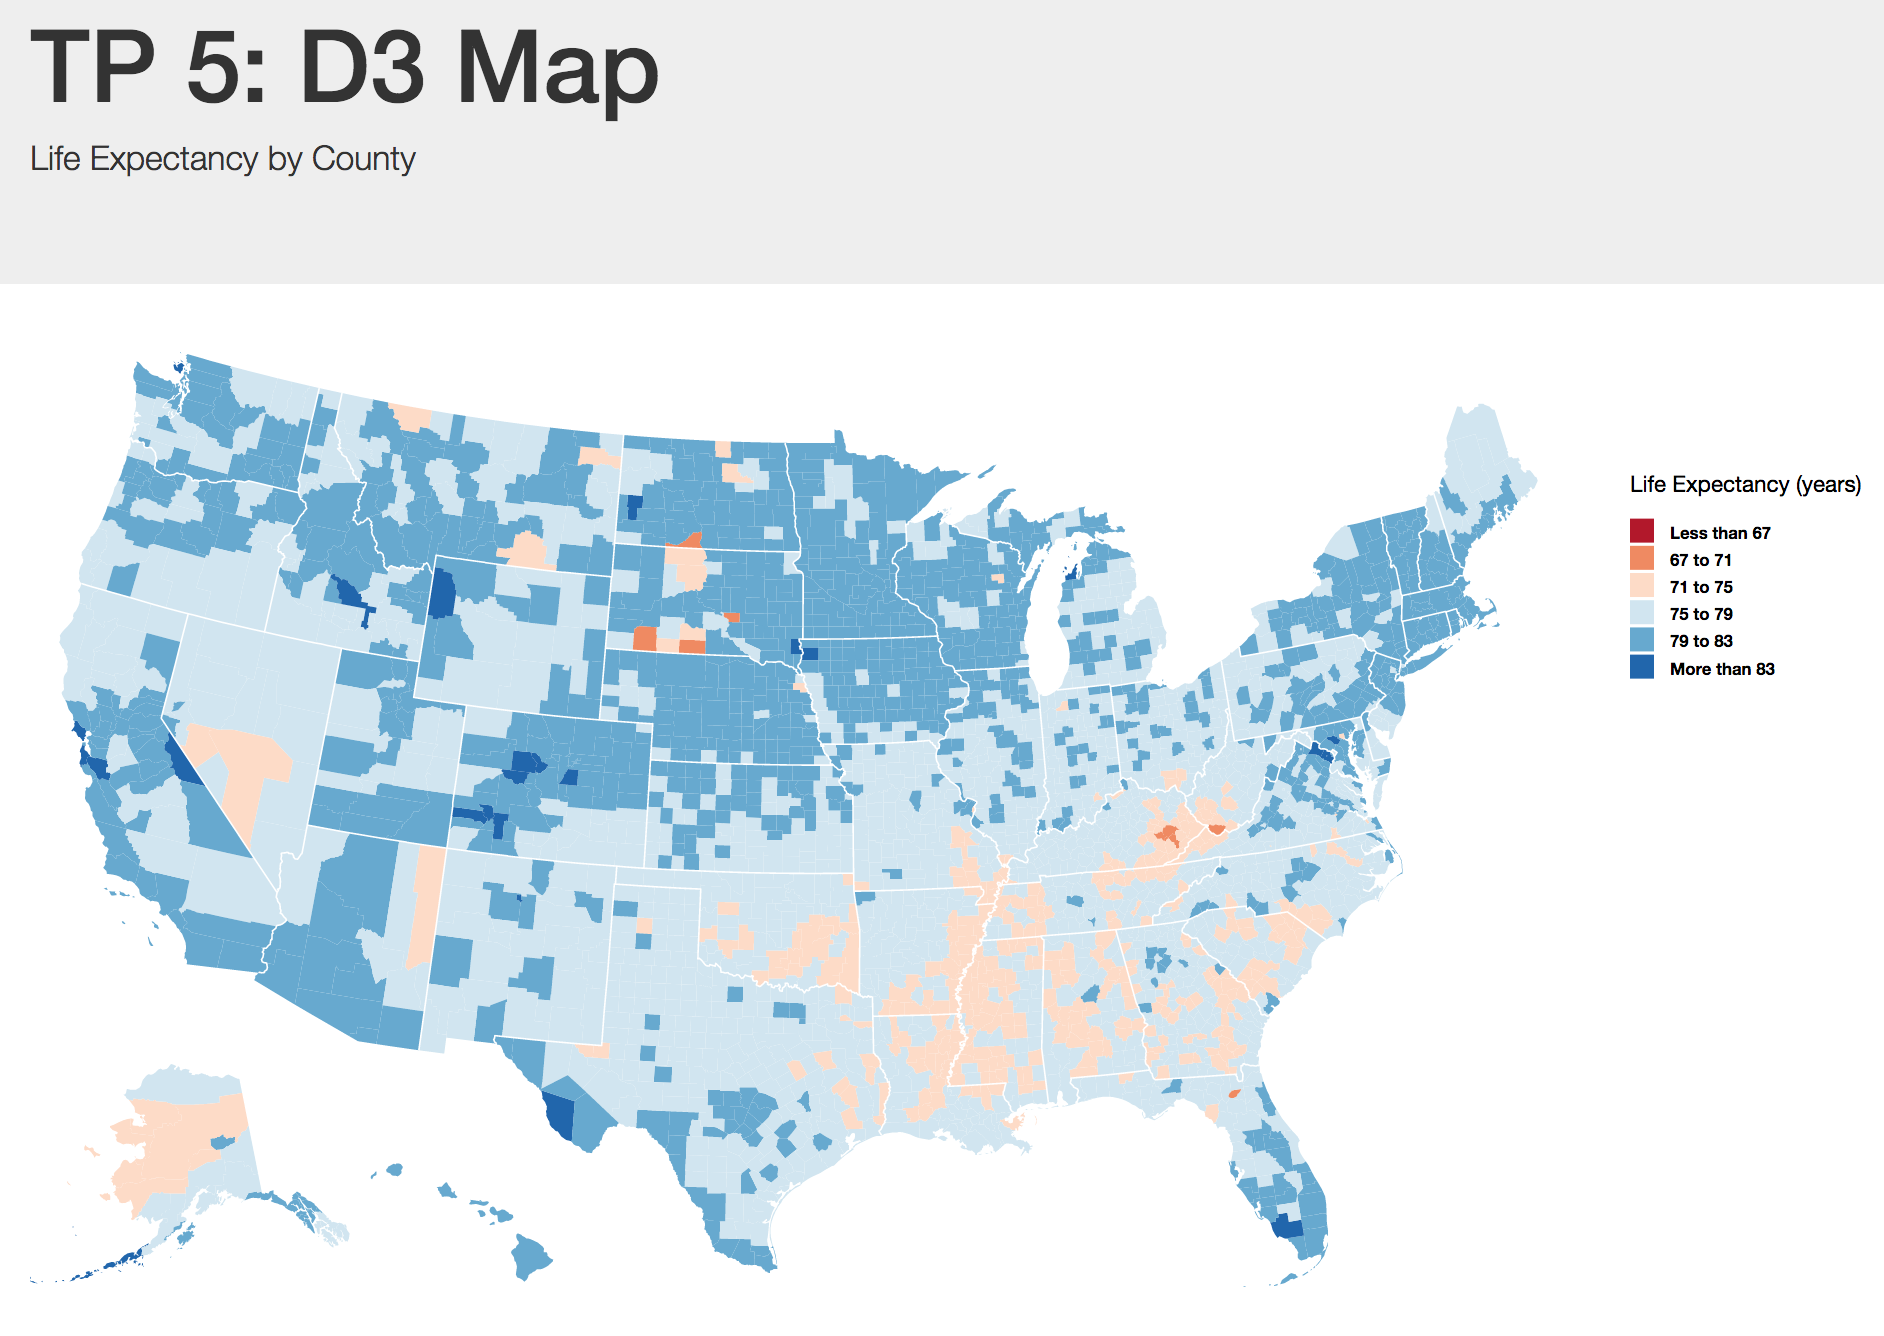 TP 5: D3 Map
Life Expectancy by County
Life Expectancy (years)
Less than 67
67 to 71
71 to 75
75 to 79
79 to 83
More than 83